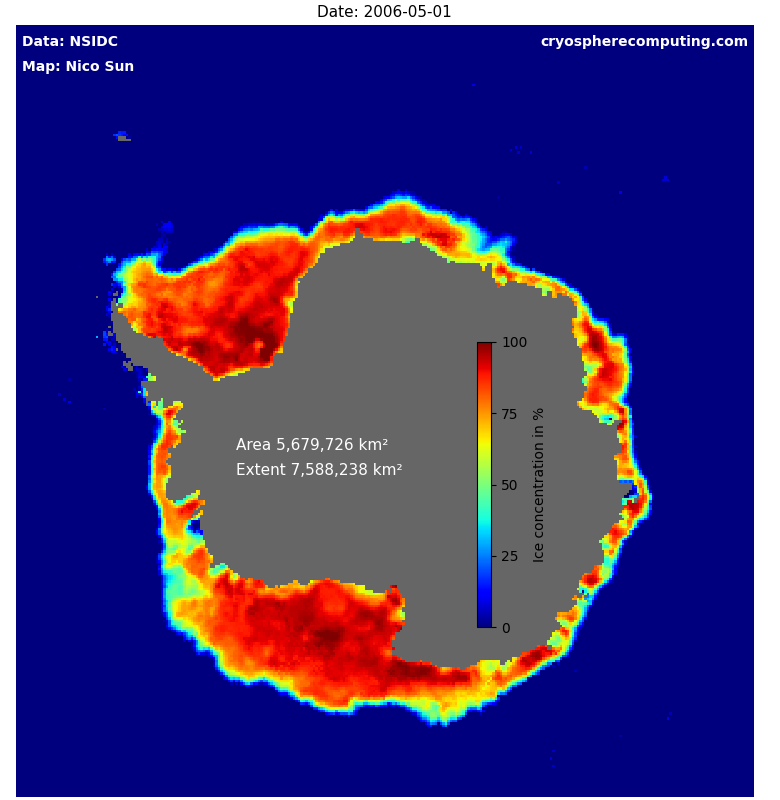 Date: 2006-05-01
Data: NSIDC
cryospherecomputing.com
Map: Nico Sun
100
75
50
25
0
Ice concentration in %
Area 5,679,726 km²
Extent 7,588,238 km²